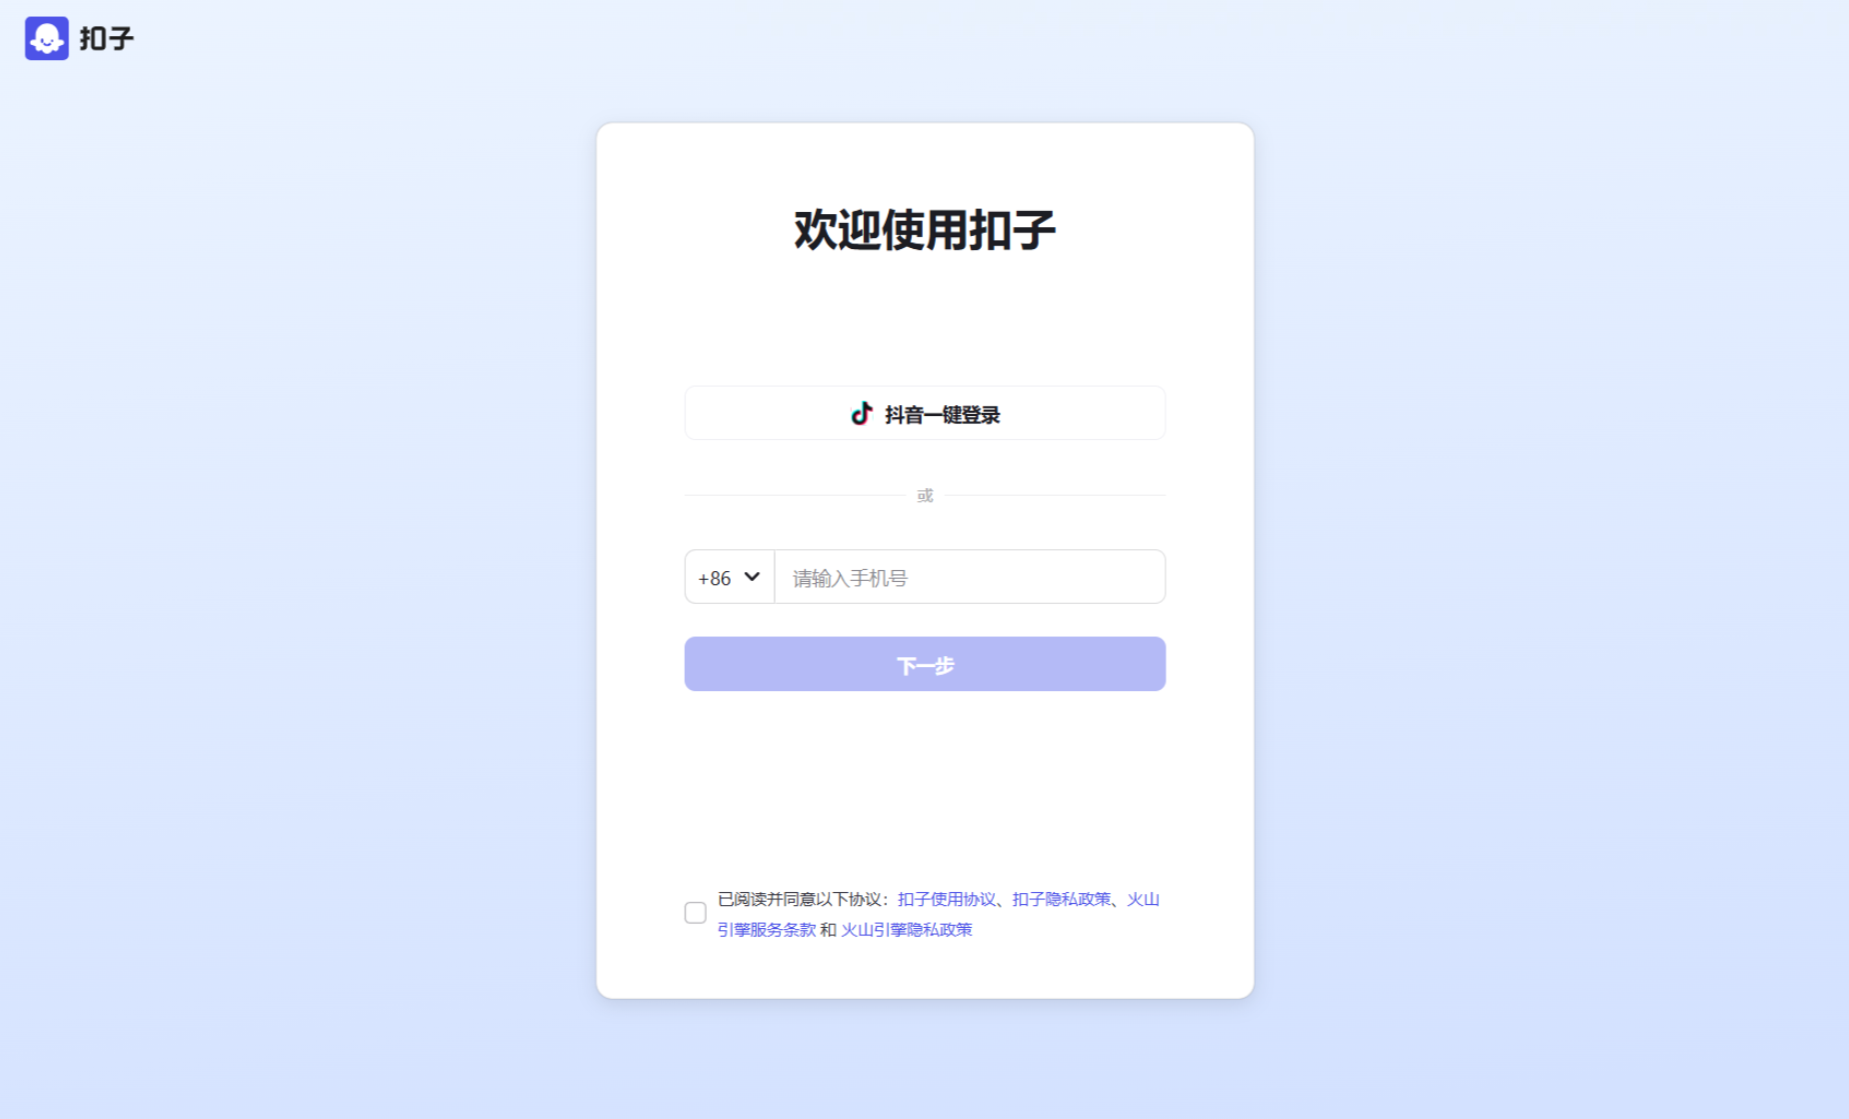 扣子
欢迎使用扣子
抖音一键登录
或
+86 请输入手机号
下一步
已阅读并同意以下协议：扣子使用协议、扣子隐私政策、火山
引擎服务条款 和 火山引擎隐私政策